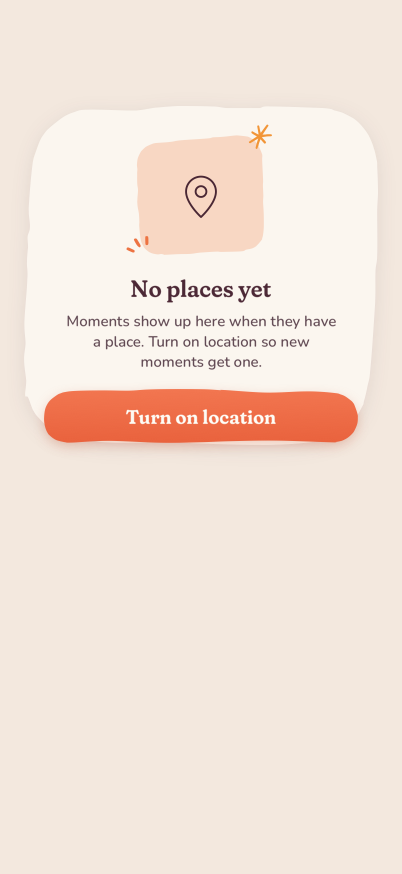 No places yet
Moments show up here when they have
a place. Turn on location so new
moments get one.
Turn on location